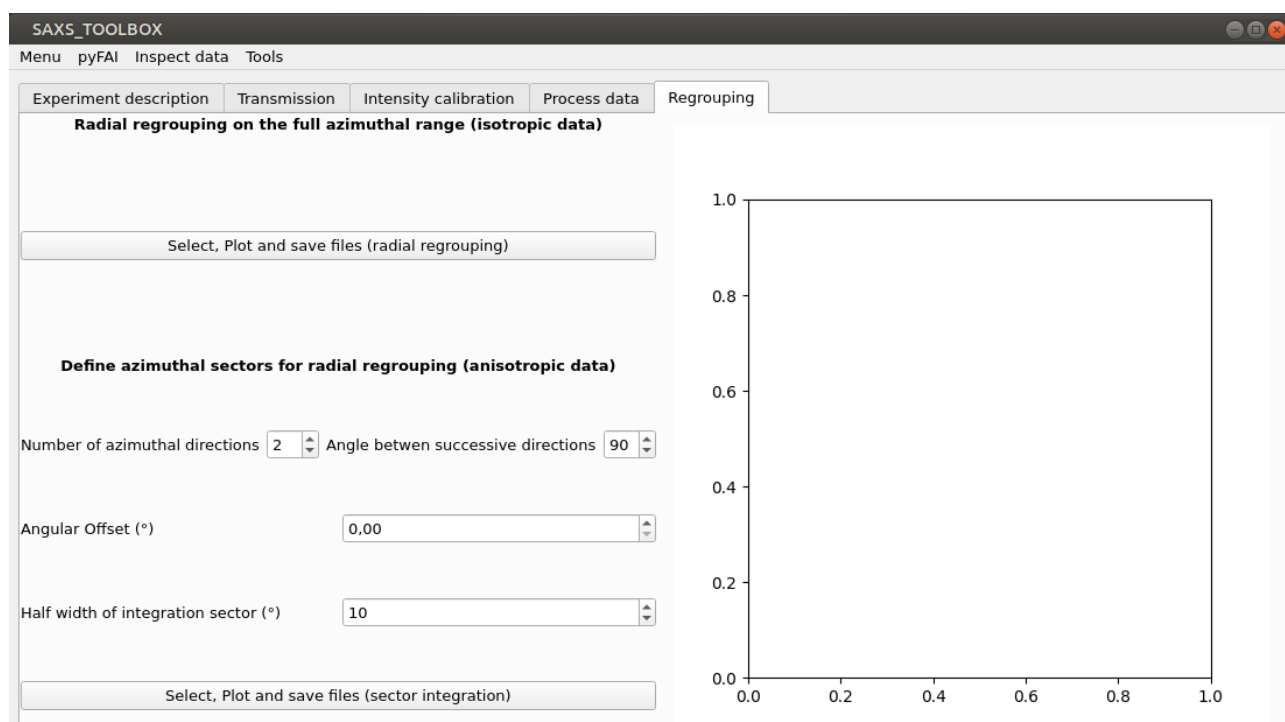 SAXS_TOOLBOX
Menu pyFAI Inspect data Tools
Experiment description Transmission Intensity calibration Process data Regrouping
Radial regrouping on the full azimuthal range (isotropic data)
Select, Plot and save files (radial regrouping)
Define azimuthal sectors for radial regrouping (anisotropic data)
Number of azimuthal directions 2 Angle betwen successive directions 90
Angular Offset (°) 0,00
Half width of integration sector (°) 10
Select, Plot and save files (sector integration)
1.0
0.8
0.6
0.4
0.2
0.0
0.0 0.2 0.4 0.6 0.8 1.0